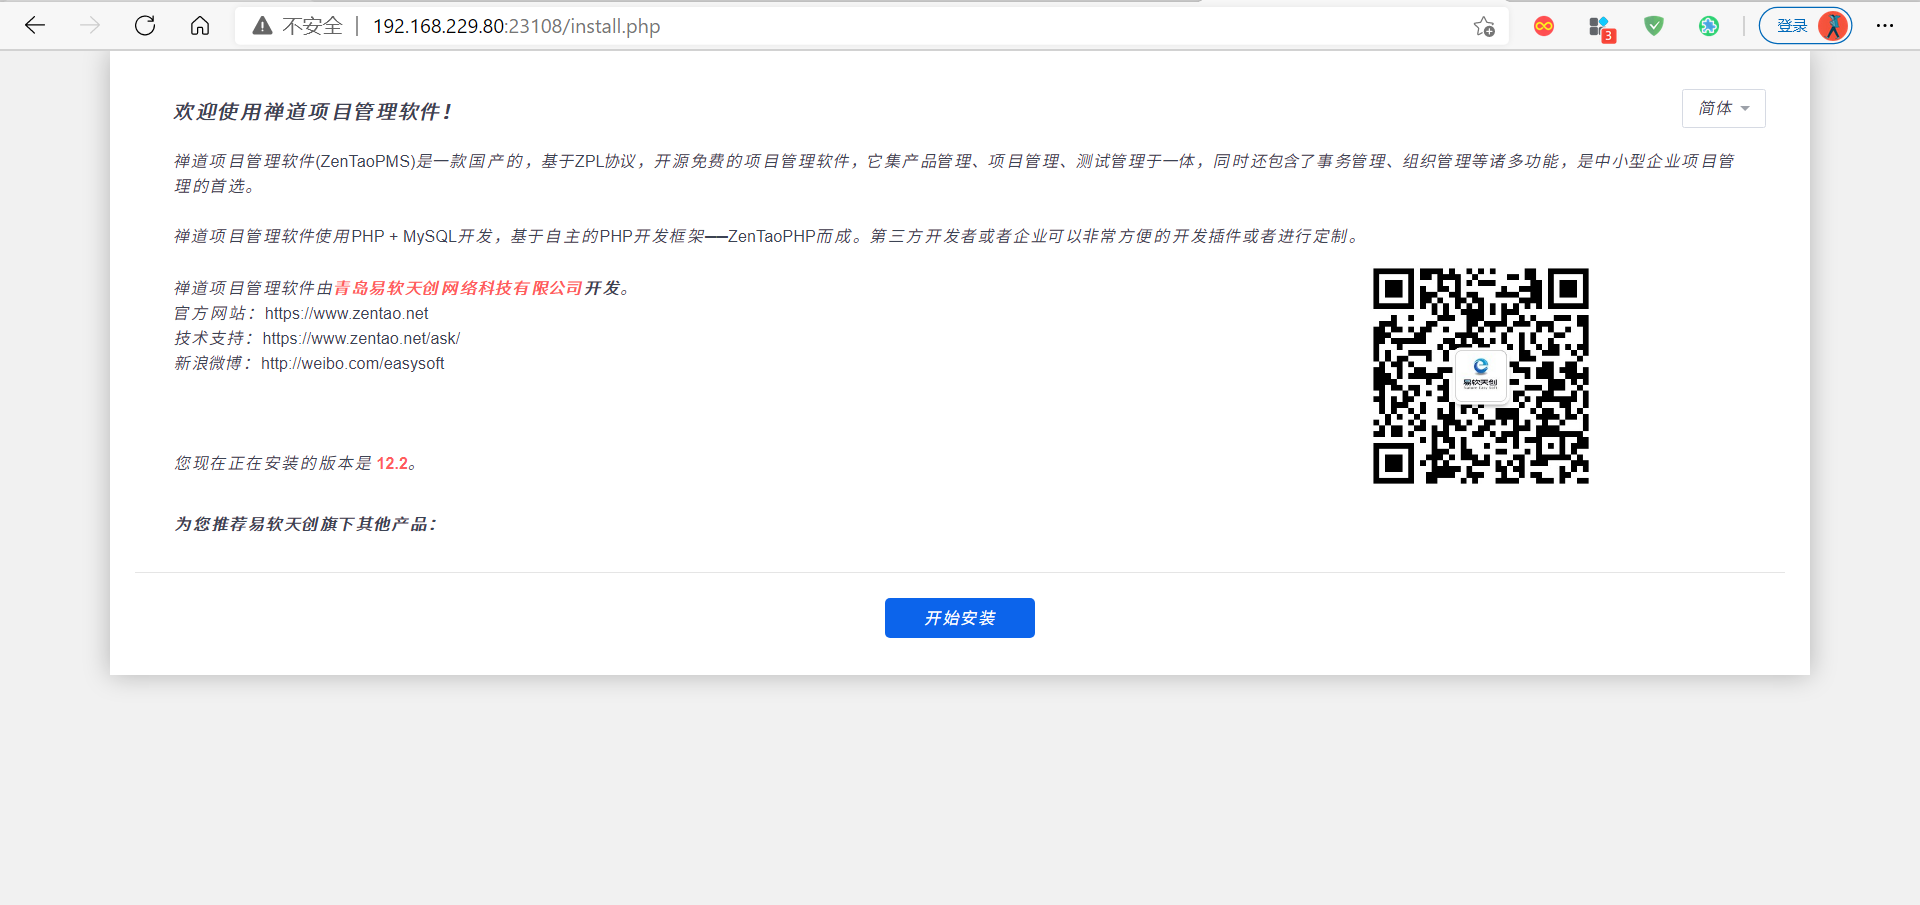 不安全 | 192.168.229.80:23108/install.php
3
登录
欢迎使用禅道项目管理软件！
简体
禅道项目管理软件(ZenTaoPMS)是一款国产的，基于ZPL协议，开源免费的项目管理软件，它集产品管理、项目管理、测试管理于一体，同时还包含了事务管理、组织管理等诸多功能，是中小型企业项目管
理的首选。
禅道项目管理软件使用PHP + MySQL开发，基于自主的PHP开发框架──ZenTaoPHP而成。第三方开发者或者企业可以非常方便的开发插件或者进行定制。
禅道项目管理软件由青岛易软天创网络科技有限公司开发。
官方网站：https://www.zentao.net
技术支持：https://www.zentao.net/ask/
新浪微博：http://weibo.com/easysoft
易软天创
您现在正在安装的版本是 12.2。
为您推荐易软天创旗下其他产品：
开始安装